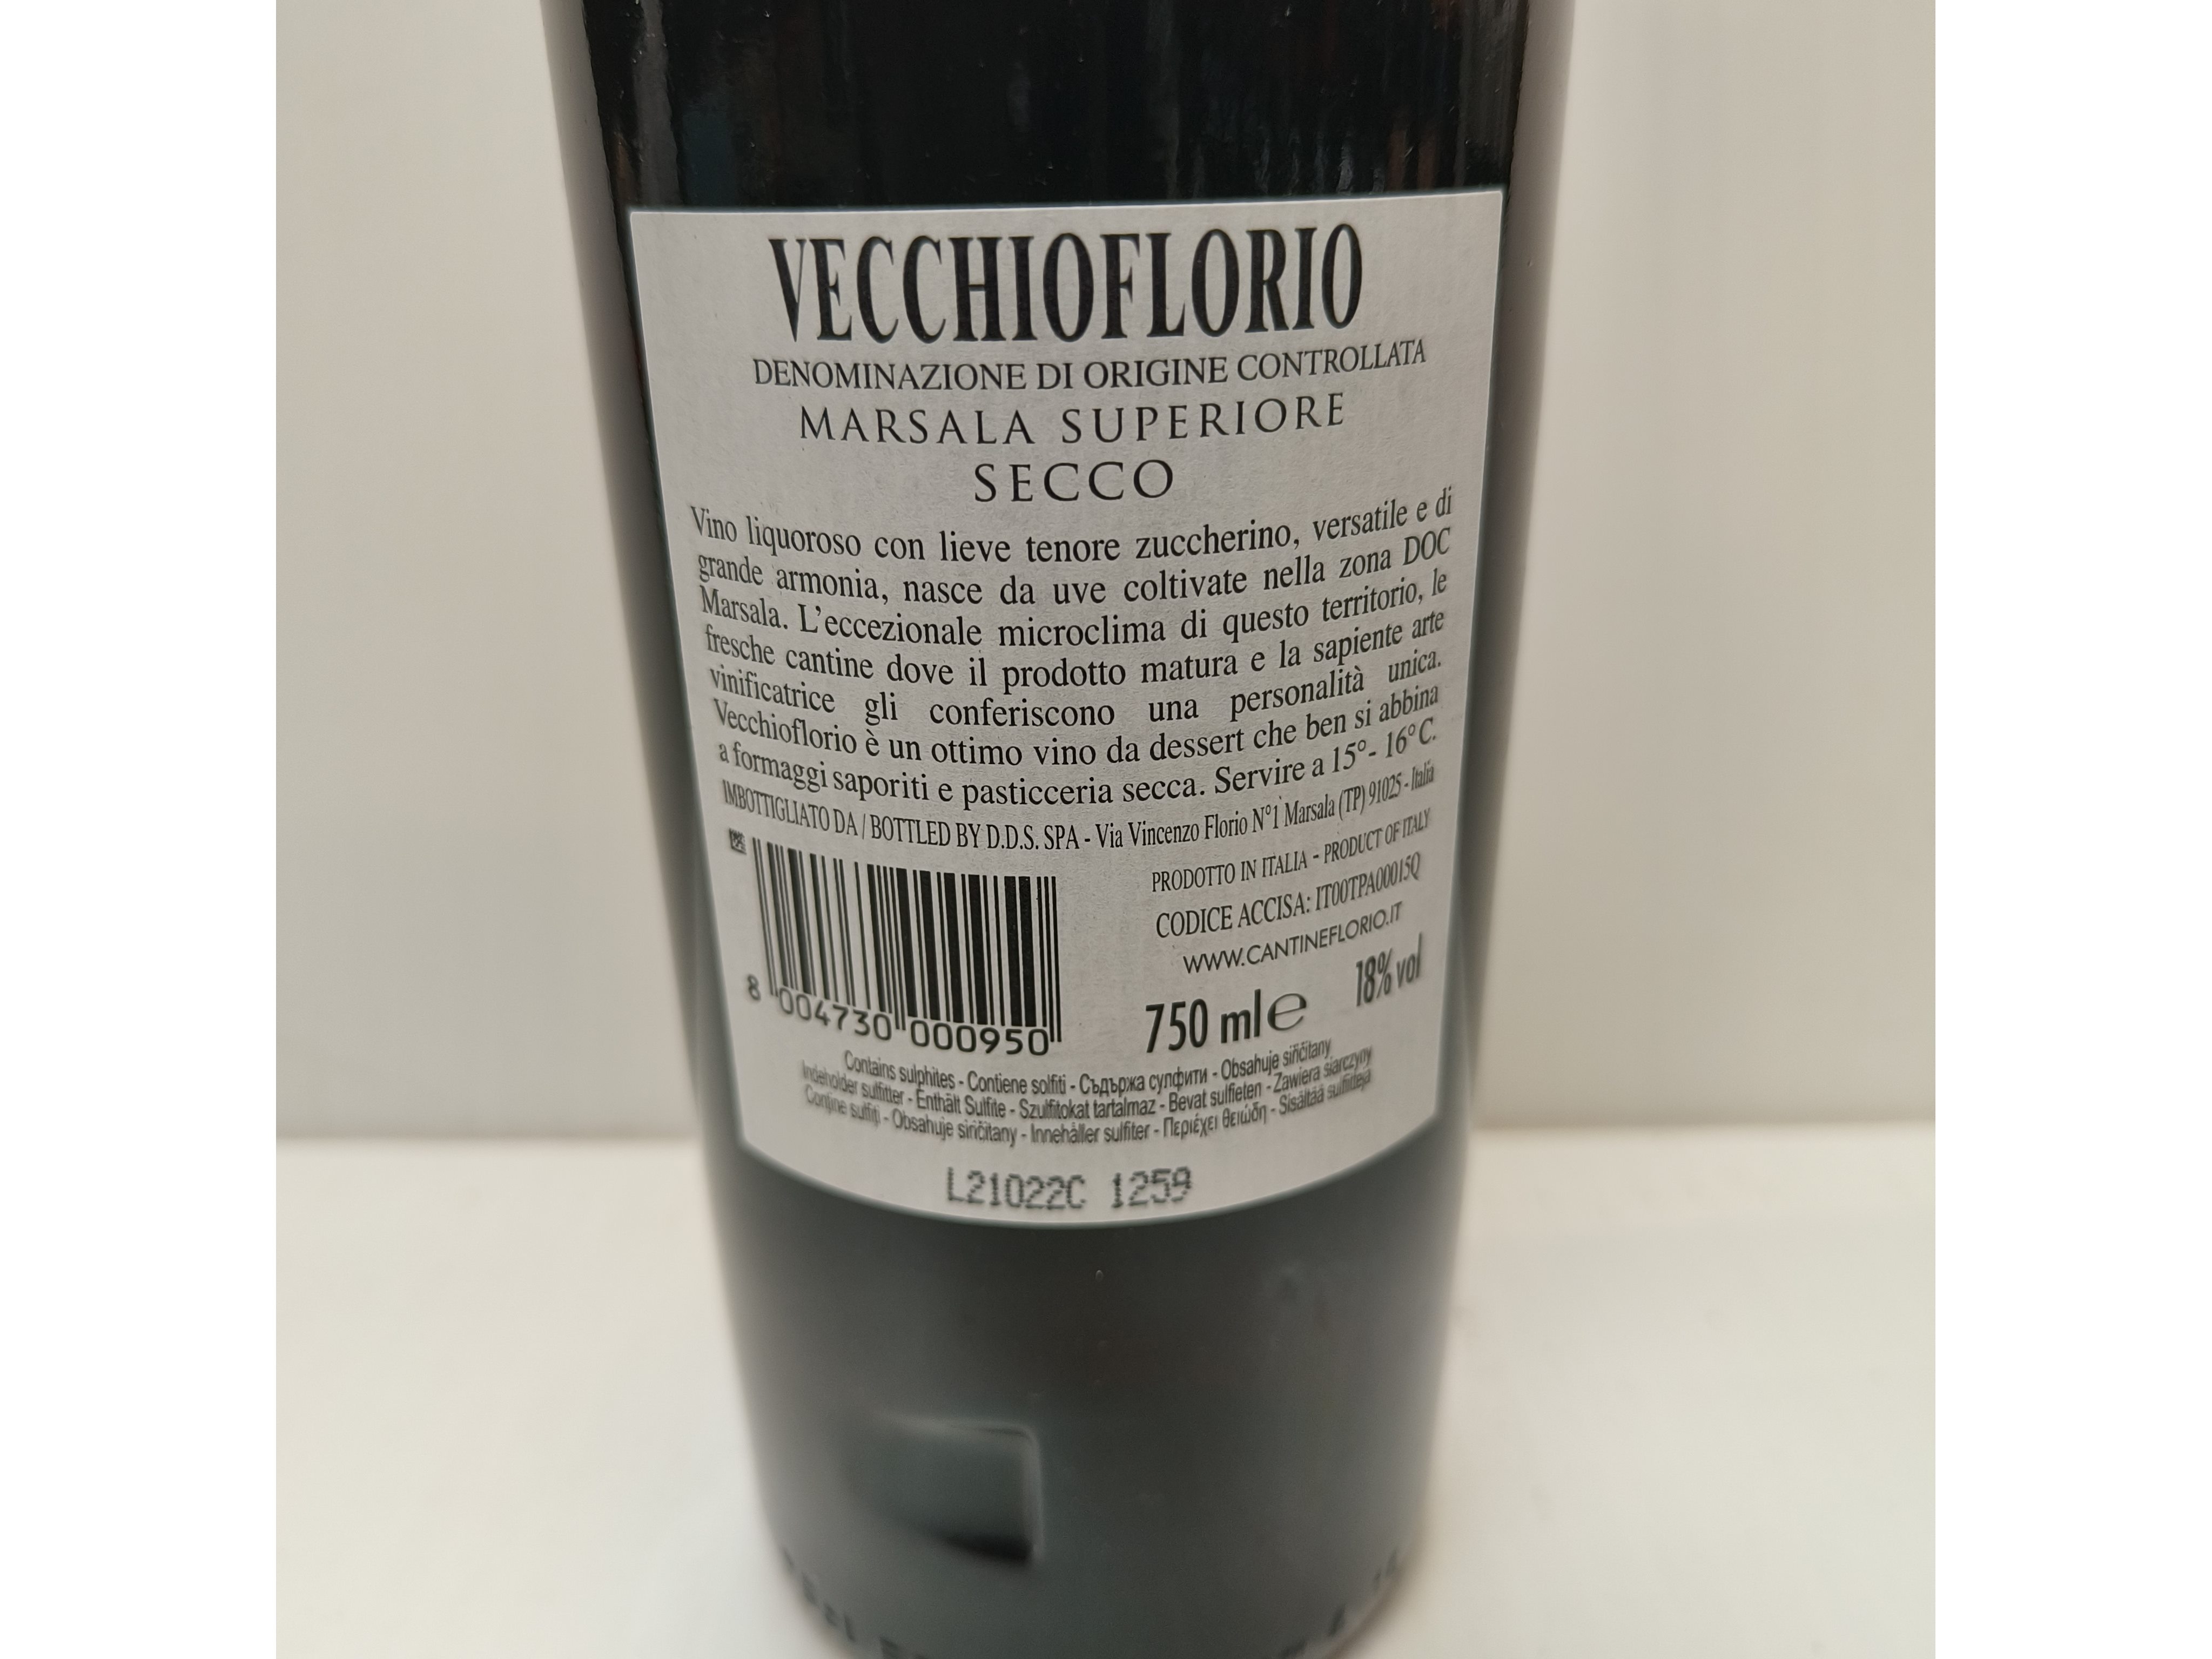 VECCHIOFLORIO
DENOMINAZIONE DI ORIGINE CONTROLLATA
MARSALA SUPERIORE
SECCO
Vino liquoroso con lieve tenore zuccherino, versatile e di
grande armonia, nasce da uve coltivate nella zona DOC
Marsala. L'eccezionale microclima di questo territorio, le
fresche cantine dove il prodotto matura e la sapiente arte
vinificatrice gli conferiscono una personalità unica.
Vecchioflorio è un ottimo vino da dessert che ben si abbina
a formaggi saporiti e pasticceria secca. Servire a 15°- 16°C.
IMBOTTIGLIATO DA / BOTTLED BY D.D.S. SPA - Via Vincenzo Florio N°1 Marsala (TP) 91025 - Italia
PRODOTTO IN ITALIA - PRODUCT OF ITALY
CODICE ACCISA: IT00TPA00015Q
WWW.CANTINEFLORIO.IT
750 ml e 18% vol
8 004730 000950
Contains sulphites - Contiene solfiti - Съдържа сулфити - Obsahuje siřičitany
Indeholder sulfitter - Enthält Sulfite - Szulfitokat tartalmaz - Bevat sulfieten - Zawiera siarczyny
Conţine sulfiţi - Obsahuje siričitany - Innehåller sulfiter - Περιέχει θειώδη - Sisältää sulfiitteja
L21022C 1259